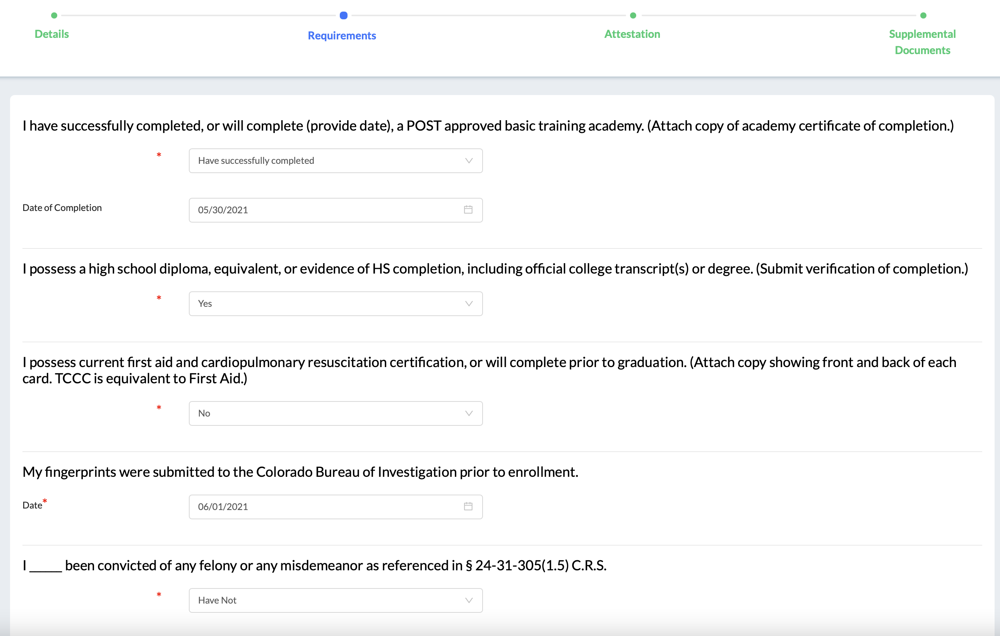 Details
Requirements
Attestation
Supplemental
Documents
I have successfully completed, or will complete (provide date), a POST approved basic training academy. (Attach copy of academy certificate of completion.)
*
Have successfully completed
Date of Completion
05/30/2021
I possess a high school diploma, equivalent, or evidence of HS completion, including official college transcript(s) or degree. (Submit verification of completion.)
*
Yes
I possess current first aid and cardiopulmonary resuscitation certification, or will complete prior to graduation. (Attach copy showing front and back of each
card. TCCC is equivalent to First Aid.)
*
No
My fingerprints were submitted to the Colorado Bureau of Investigation prior to enrollment.
Date*
06/01/2021
I _____ been convicted of any felony or any misdemeanor as referenced in § 24-31-305(1.5) C.R.S.
*
Have Not